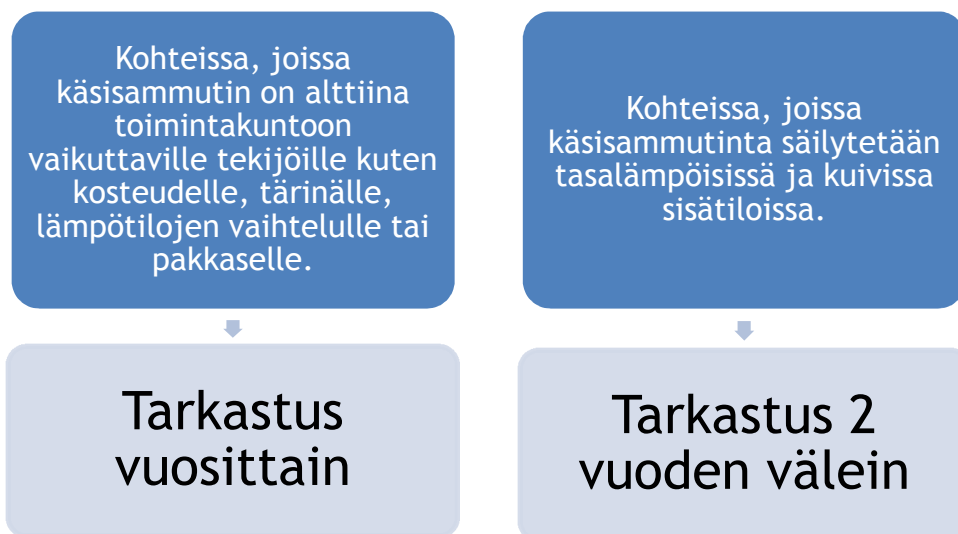 Kohteissa, joissa
käsisammutin on alttiina
toimintakuntoon
vaikuttaville tekijöille kuten
kosteudelle, tärinälle,
lämpötilojen vaihtelulle tai
pakkaselle.
Tarkastus
vuosittain
Kohteissa, joissa
käsisammutinta säilytetään
tasalämpöisissä ja kuivissa
sisätiloissa.
Tarkastus 2
vuoden välein